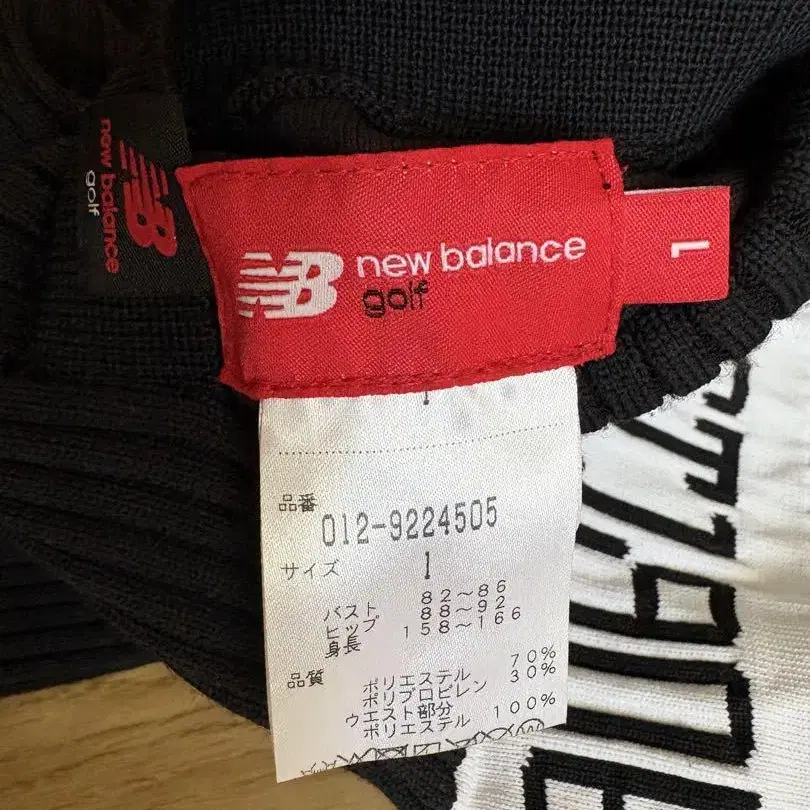 new balance
golf
new balance
golf
1
品番
012-9224505
サイズ 1
バスト 82~86
ヒップ 88~92
身長 158~166
品質
ポリエステル 70%
ポリプロピレン 30%
ウエスト部分
ポリエステル 100%